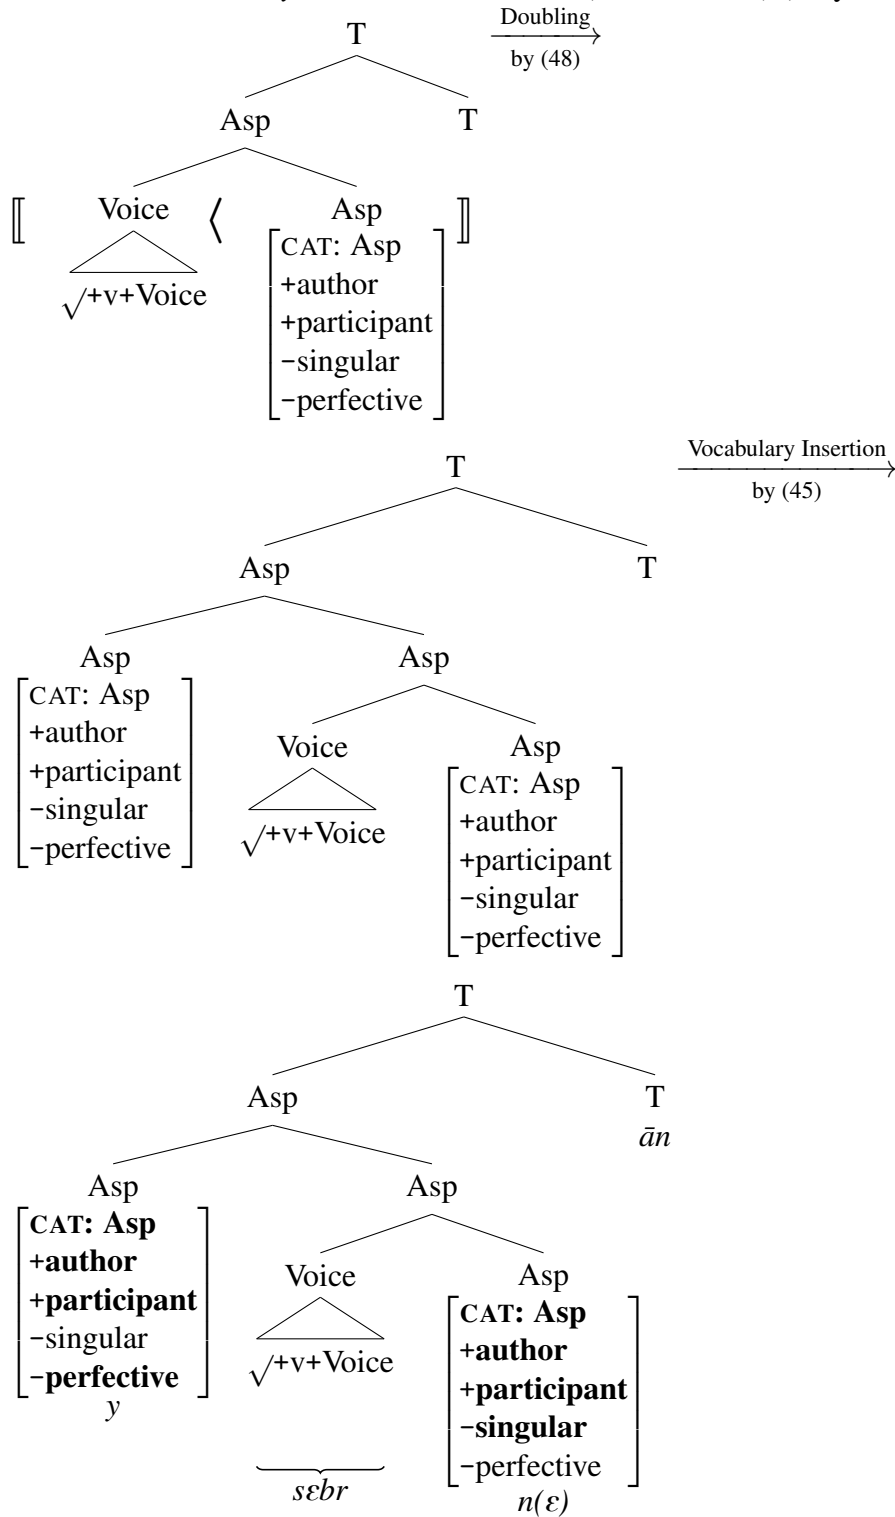 T Doubling
by (48)
Asp T
⟦ Voice ⟨ Asp ⟧
√+v+Voice
CAT: Asp
+author
+participant
−singular
−perfective
T Vocabulary Insertion
by (45)
Asp T
Asp Asp
CAT: Asp
+author
+participant
−singular
−perfective
Voice Asp
√+v+Voice
CAT: Asp
+author
+participant
−singular
−perfective
T
Asp T
ān
Asp Asp
CAT: Asp
+author
+participant
−singular
−perfective
y
Voice Asp
√+v+Voice
sɛbr
CAT: Asp
+author
+participant
−singular
−perfective
n(ɛ)